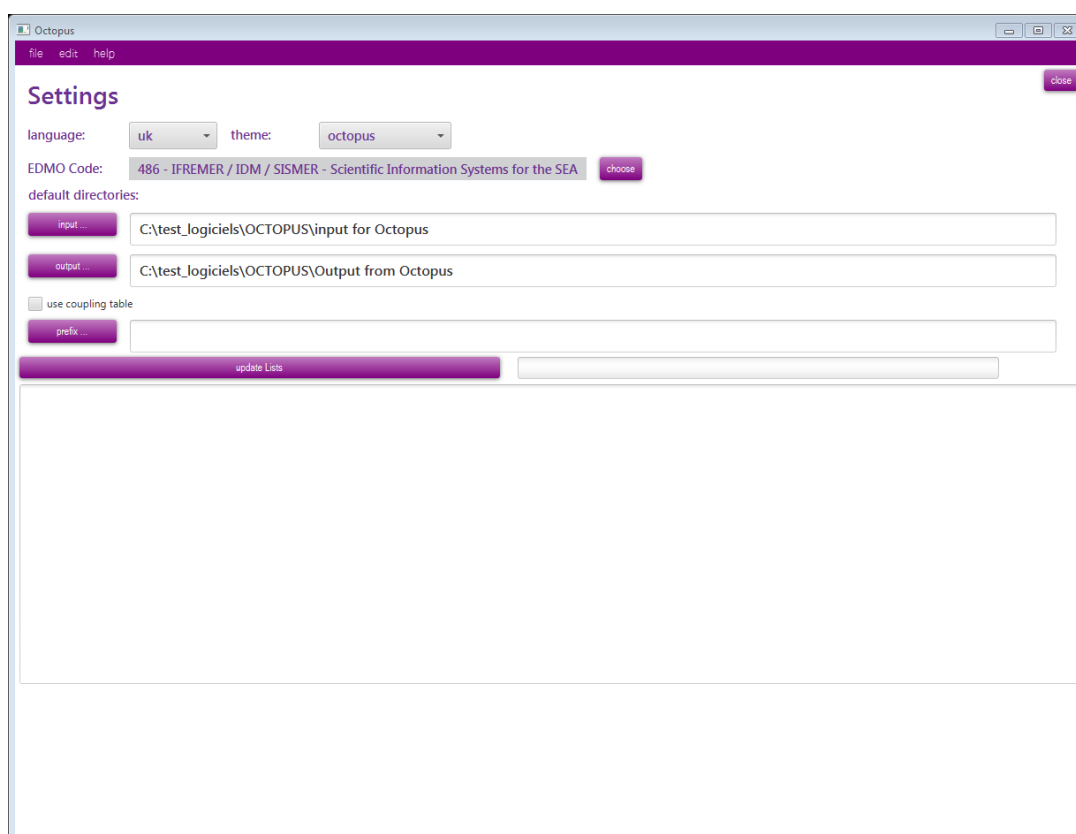 Octopus
file edit help
close
Settings
language: uk theme: octopus
EDMO Code: 486 - IFREMER / IDM / SISMER - Scientific Information Systems for the SEA choose
default directories:
input ... C:\test_logiciels\OCTOPUS\input for Octopus
output ... C:\test_logiciels\OCTOPUS\Output from Octopus
use coupling table
prefix ...
update Lists